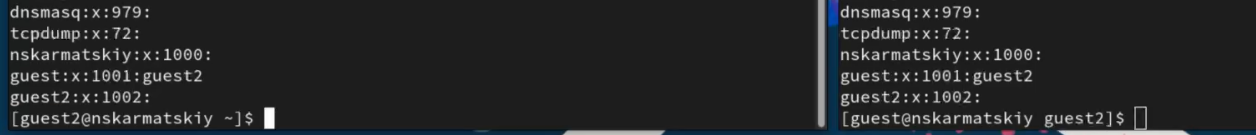 dnsmasq:x:979:
tcpdump:x:72:
nskarmatskiy:x:1000:
guest:x:1001:guest2
guest2:x:1002:
[guest2@nskarmatskiy ~]$
dnsmasq:x:979:
tcpdump:x:72:
nskarmatskiy:x:1000:
guest:x:1001:guest2
guest2:x:1002:
[guest@nskarmatskiy guest2]$